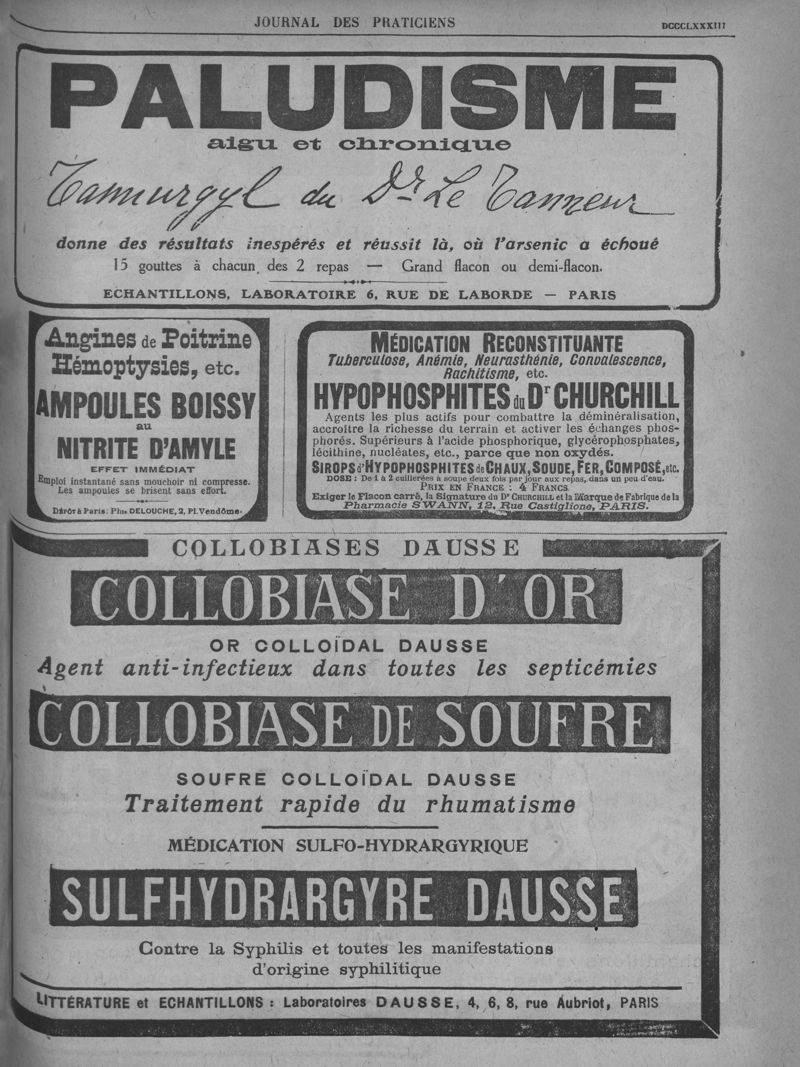 JOURNAL DES PRATICIENS
DCCCCLXXXIII
PALUDISME
aigu et chronique
Tannurgyl du Dr. Le Tanneur
donne des résultats inespérés et réussit là, où l'arsenic a échoué
15 gouttes à chacun des 2 repas — Grand flacon ou demi-flacon.
ECHANTILLONS, LABORATOIRE 6, RUE DE LABORDE — PARIS
Angines de Poitrine
Hémoptysies, etc.
AMPOULES BOISSY
au
NITRITE D'AMYLE
EFFET IMMÉDIAT
Emploi instantané sans mouchoir ni compresse.
Les ampoules se brisent sans effort.
Dépôt à Paris: Phie DELOUCHE, 2, Pl. Vendôme.
MÉDICATION RECONSTITUANTE
Tuberculose, Anémie, Neurasthénie, Convalescence,
Rachitisme, etc.
HYPOPHOSPHITES du Dr CHURCHILL
Agents les plus actifs pour combattre la déminéralisation,
accroître la richesse du terrain et activer les échanges phos-
phorés. Supérieurs à l'acide phosphorique, glycérophosphates,
lécithine, nucléates, etc., parce que non oxydés.
SIROPS d'HYPOPHOSPHITES de CHAUX, SOUDE, FER, COMPOSÉ, etc.
DOSE : De 1 à 2 cuillerées à soupe deux fois par jour aux repas, dans un peu d'eau.
PRIX EN FRANCE : 4 FRANCS.
Exiger le Flacon carré, la Signature du Dr CHURCHILL et la Marque de Fabrique de la
Pharmacie SWANN, 12, Rue Castiglione, PARIS.
COLLOBIASES DAUSSE
COLLOBIASE D'OR
OR COLLOÏDAL DAUSSE
Agent anti-infectieux dans toutes les septicémies
COLLOBIASE DE SOUFRE
SOUFRE COLLOÏDAL DAUSSE
Traitement rapide du rhumatisme
MÉDICATION SULFO-HYDRARGYRIQUE
SULFHYDRARGYRE DAUSSE
Contre la Syphilis et toutes les manifestations
d'origine syphilitique
LITTÉRATURE et ECHANTILLONS : Laboratoires DAUSSE, 4, 6, 8, rue Aubriot, PARIS